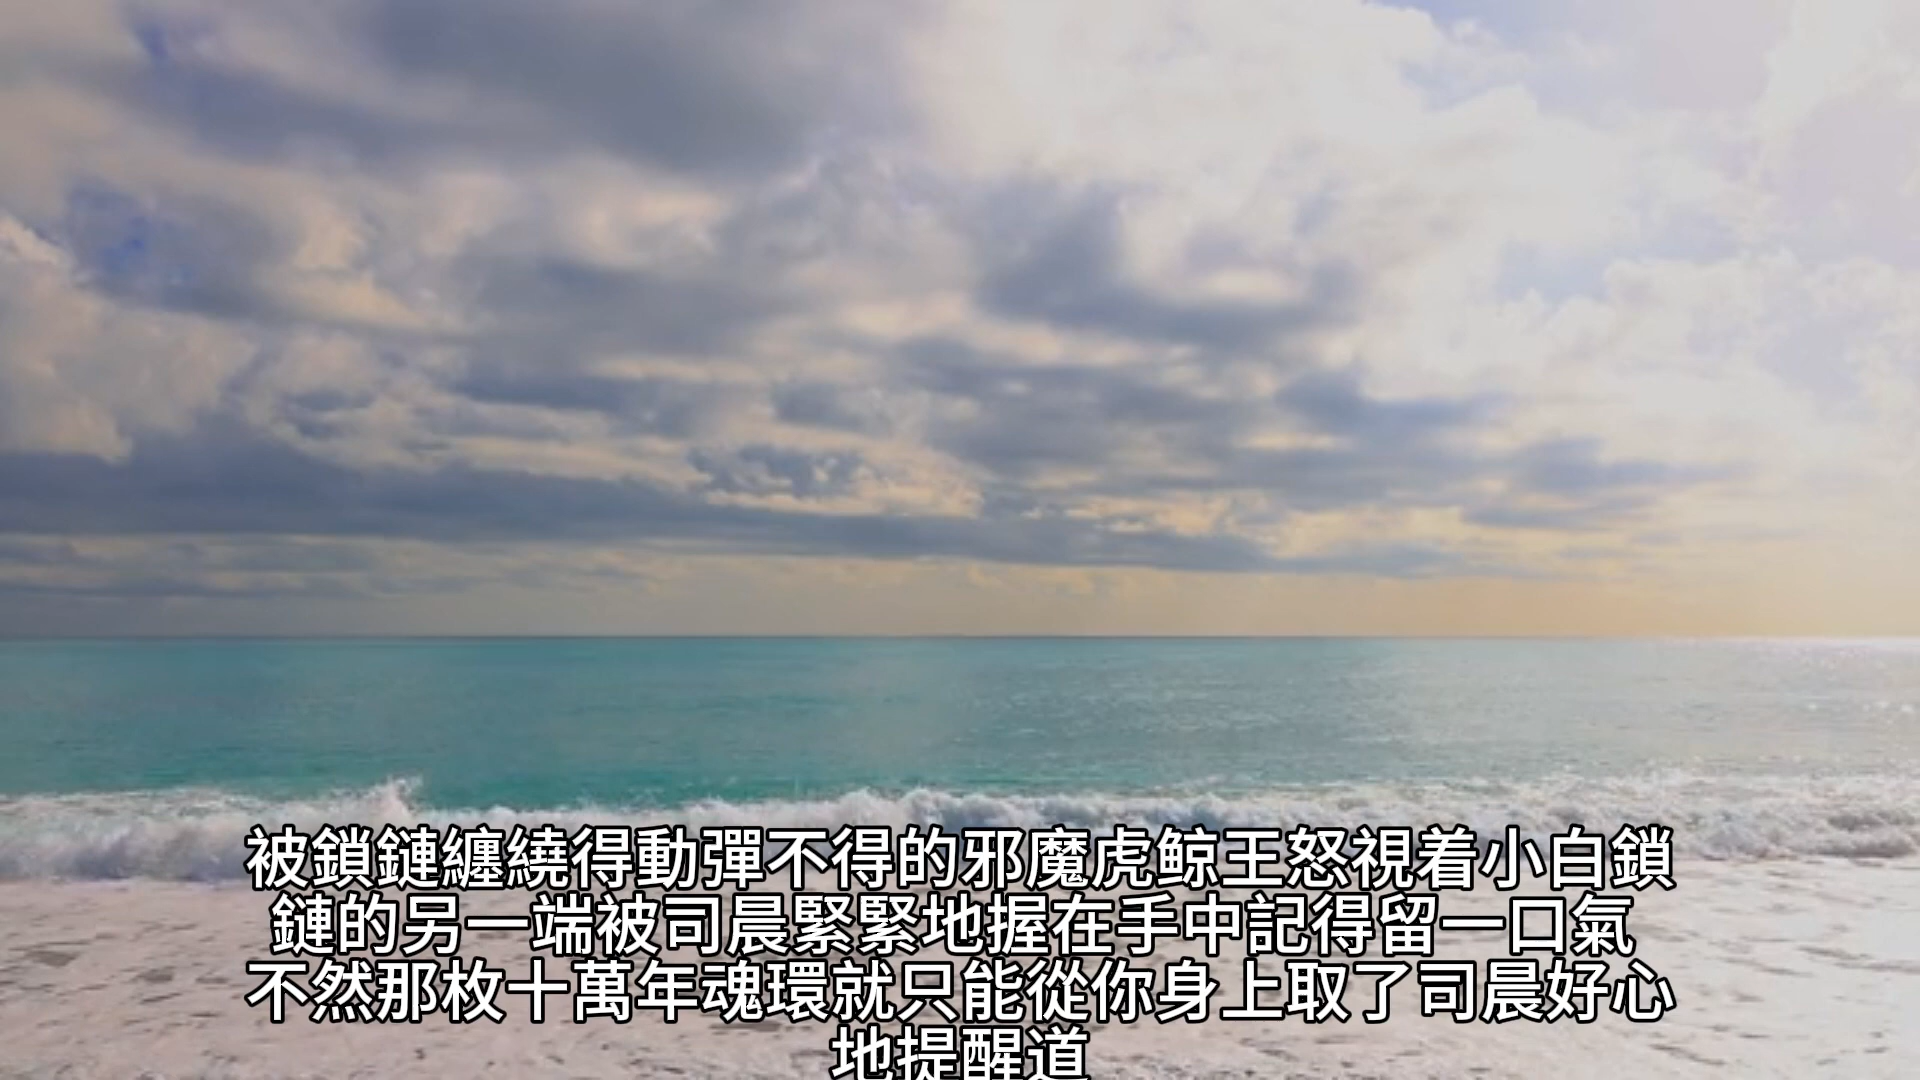 被鎖鏈纏繞得動彈不得的邪魔虎鲸王怒視着小白鎖
鏈的另一端被司晨緊緊地握在手中記得留一口氣
不然那枚十萬年魂環就只能從你身上取了司晨好心
地提醒道